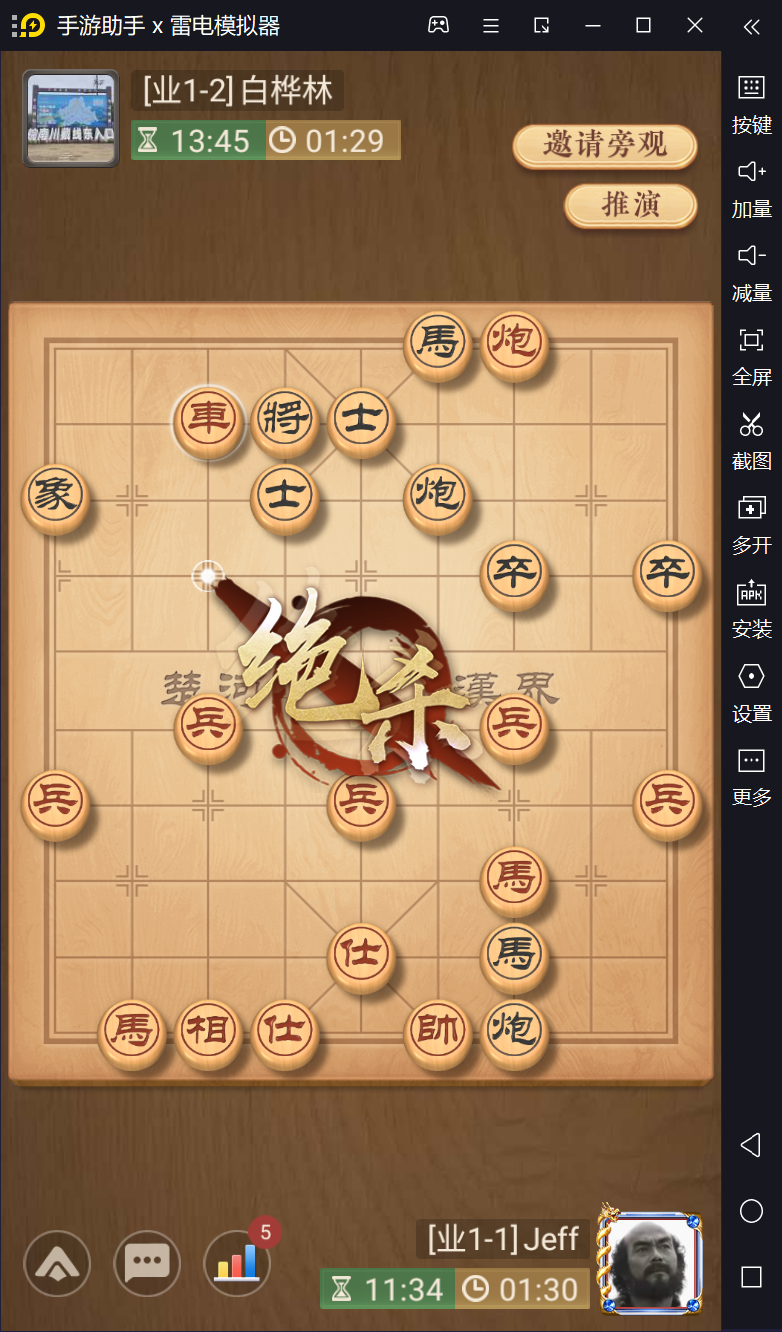 手游助手 x 雷电模拟器
[业1-2]白桦林
13:45 01:29
邀请旁观
推演
按键
加量
减量
全屏
截图
多开
APK
安装
设置
更多
馬 炮
車 將 士
象 士 炮
卒 卒
绝杀
楚河 漢界
兵 兵
兵 兵 兵
馬
仕 馬
馬 相 仕 帥 炮
5
[业1-1]Jeff
11:34 01:30